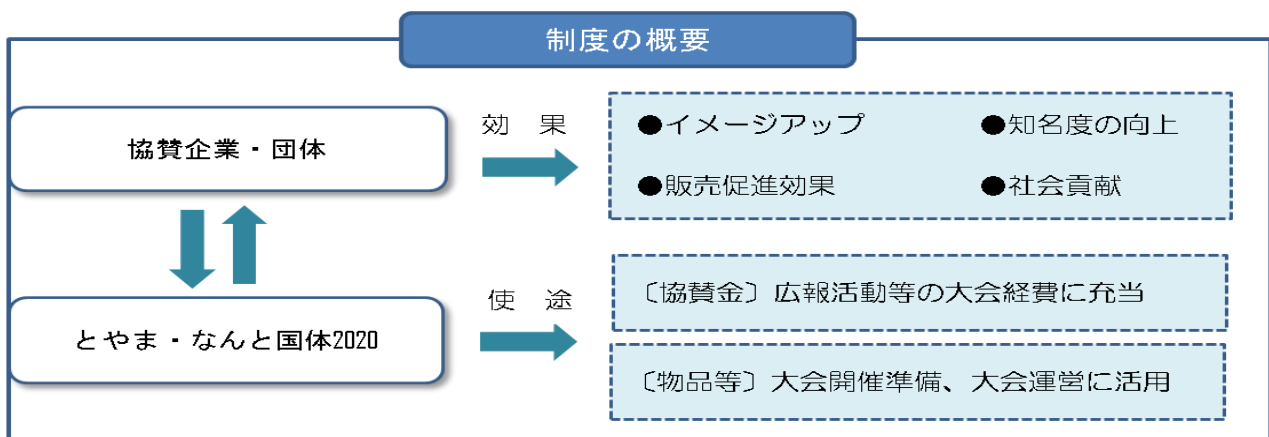 制度の概要
協賛企業・団体
効 果
●イメージアップ ●知名度の向上
●販売促進効果 ●社会貢献
とやま・なんと国体2020
使 途
〔協賛金〕広報活動等の大会経費に充当
〔物品等〕大会開催準備、大会運営に活用